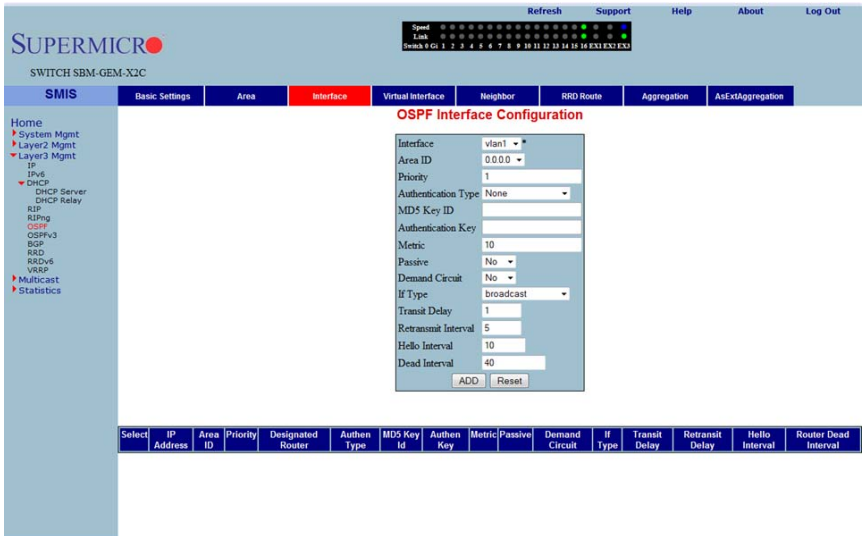 Refresh Support Help About Log Out
SUPERMICRO
SWITCH SBM-GEM-X2C
Speed
Link
Switch 0 Gi 1 2 3 4 5 6 7 8 9 10 11 12 13 14 15 16 EX1 EX2 EX3
SMIS
Basic Settings Area Interface Virtual Interface Neighbor RRD Route Aggregation AsExtAggregation
Home
System Mgmt
Layer2 Mgmt
Layer3 Mgmt
IP
IPv6
DHCP
DHCP Server
DHCP Relay
RIP
RIPng
OSPF
OSPFv3
BGP
RRD
RRDv6
VRRP
Multicast
Statistics
OSPF Interface Configuration
Interface vlan1 *
Area ID 0.0.0.0
Priority 1
Authentication Type None
MD5 Key ID
Authentication Key
Metric 10
Passive No
Demand Circuit No
If Type broadcast
Transit Delay 1
Retransmit Interval 5
Hello Interval 10
Dead Interval 40
ADD Reset
Select IP Address Area ID Priority Designated Router Authen Type MD5 Key Id Authen Key Metric Passive Demand Circuit If Type Transit Delay Retransit Delay Hello Interval Router Dead Interval